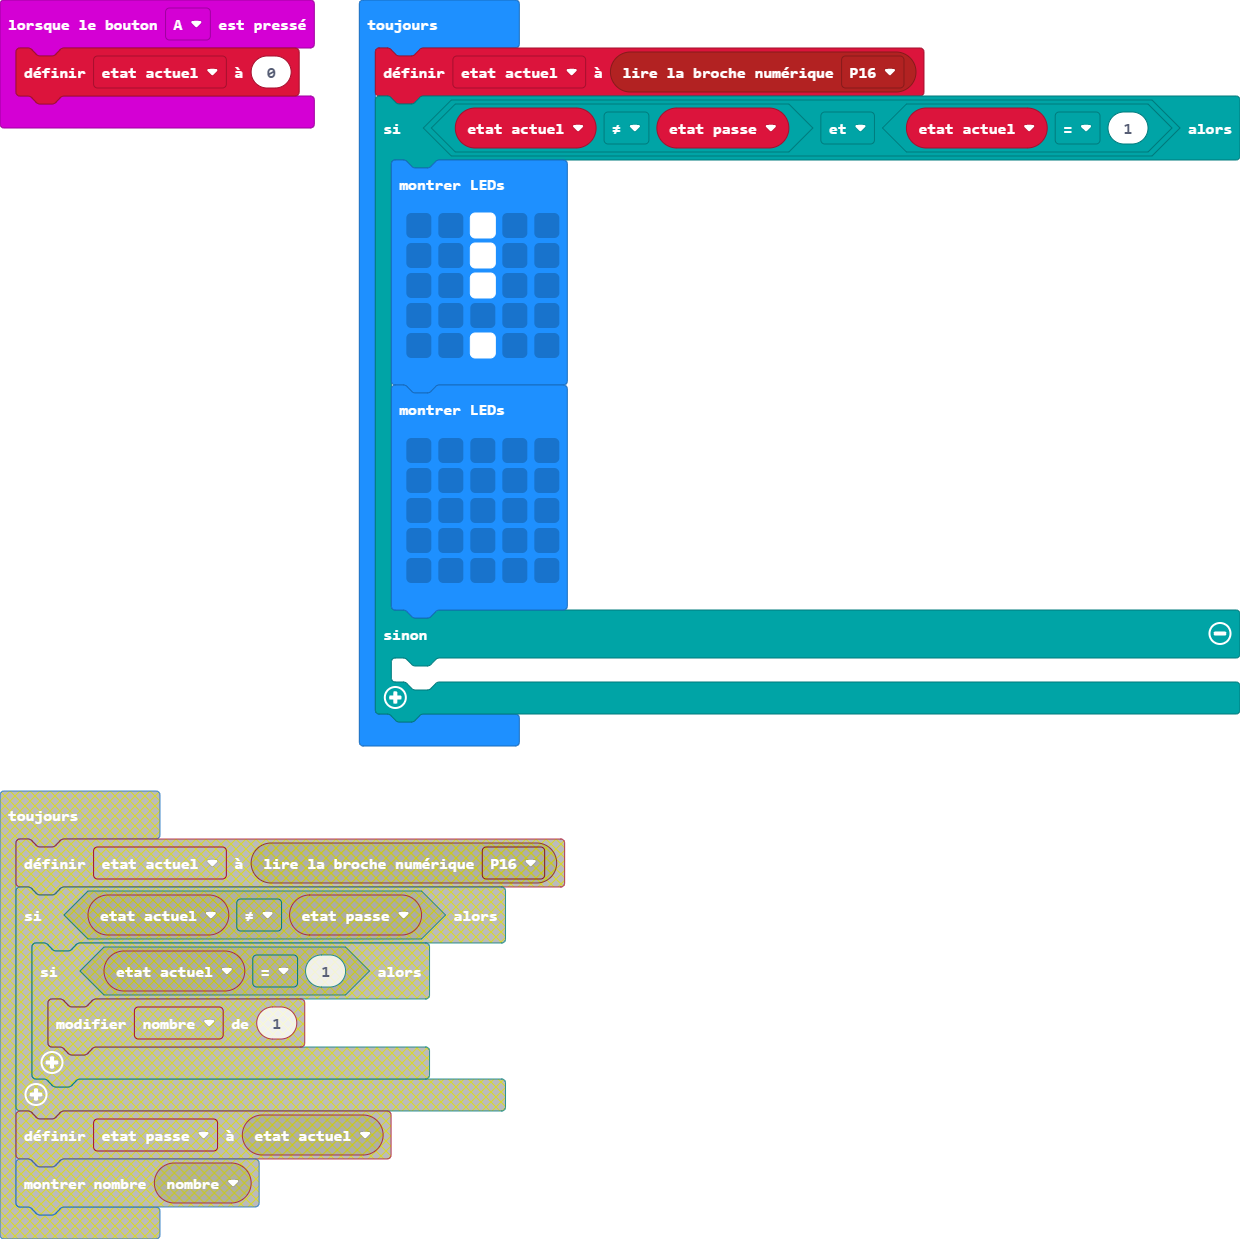 lorsque le bouton A est pressé
définir etat actuel à 0
toujours
définir etat actuel à lire la broche numérique P16
si etat actuel ≠ etat passe et etat actuel = 1 alors
montrer LEDs
montrer LEDs
sinon
toujours
définir etat actuel à lire la broche numérique P16
si etat actuel ≠ etat passe alors
si etat actuel = 1 alors
modifier nombre de 1
définir etat passe à etat actuel
montrer nombre nombre